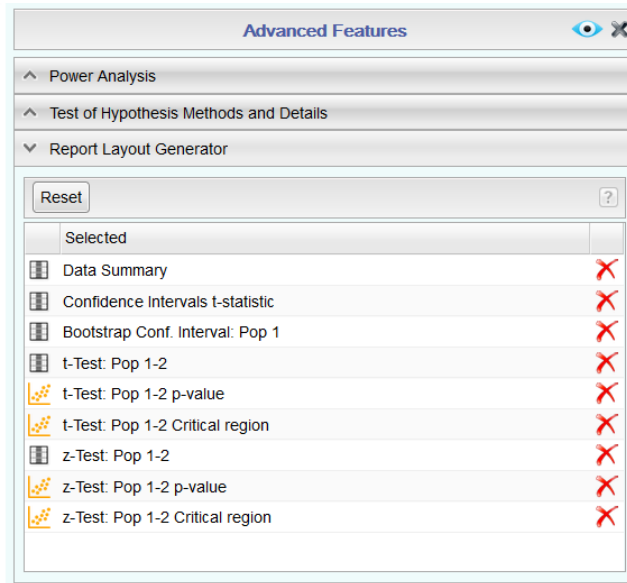 Advanced Features
Power Analysis
Test of Hypothesis Methods and Details
Report Layout Generator
Reset
?
Selected
Data Summary
Confidence Intervals t-statistic
Bootstrap Conf. Interval: Pop 1
t-Test: Pop 1-2
t-Test: Pop 1-2 p-value
t-Test: Pop 1-2 Critical region
z-Test: Pop 1-2
z-Test: Pop 1-2 p-value
z-Test: Pop 1-2 Critical region